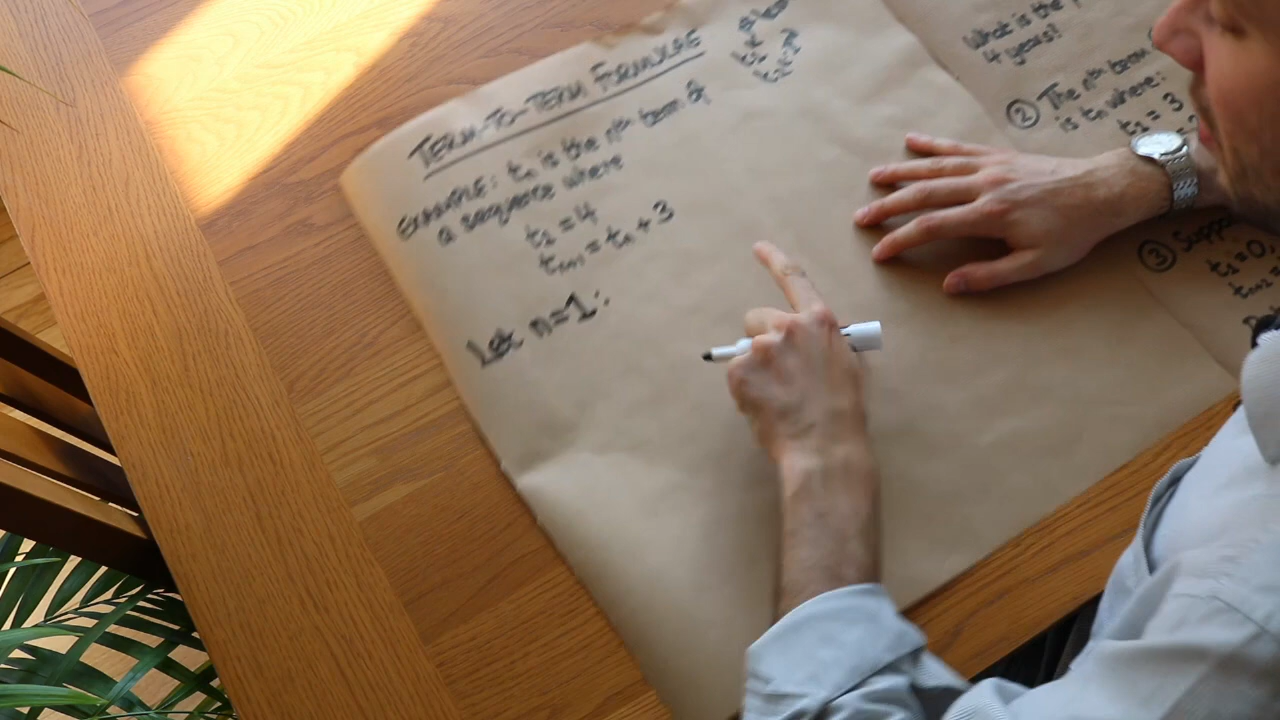 TERM-TO-TERM FORMULAE
EXAMPLE: tₙ is the nᵗʰ term of
a sequence where
t₁ = 4
tₙ₊₁ = tₙ + 3
Let n=1:
What is the
4 years?
② The nᵗʰ term
is tₙ where:
t₁ = 3
③
t₁ = 0,
tₙ₊₂ =